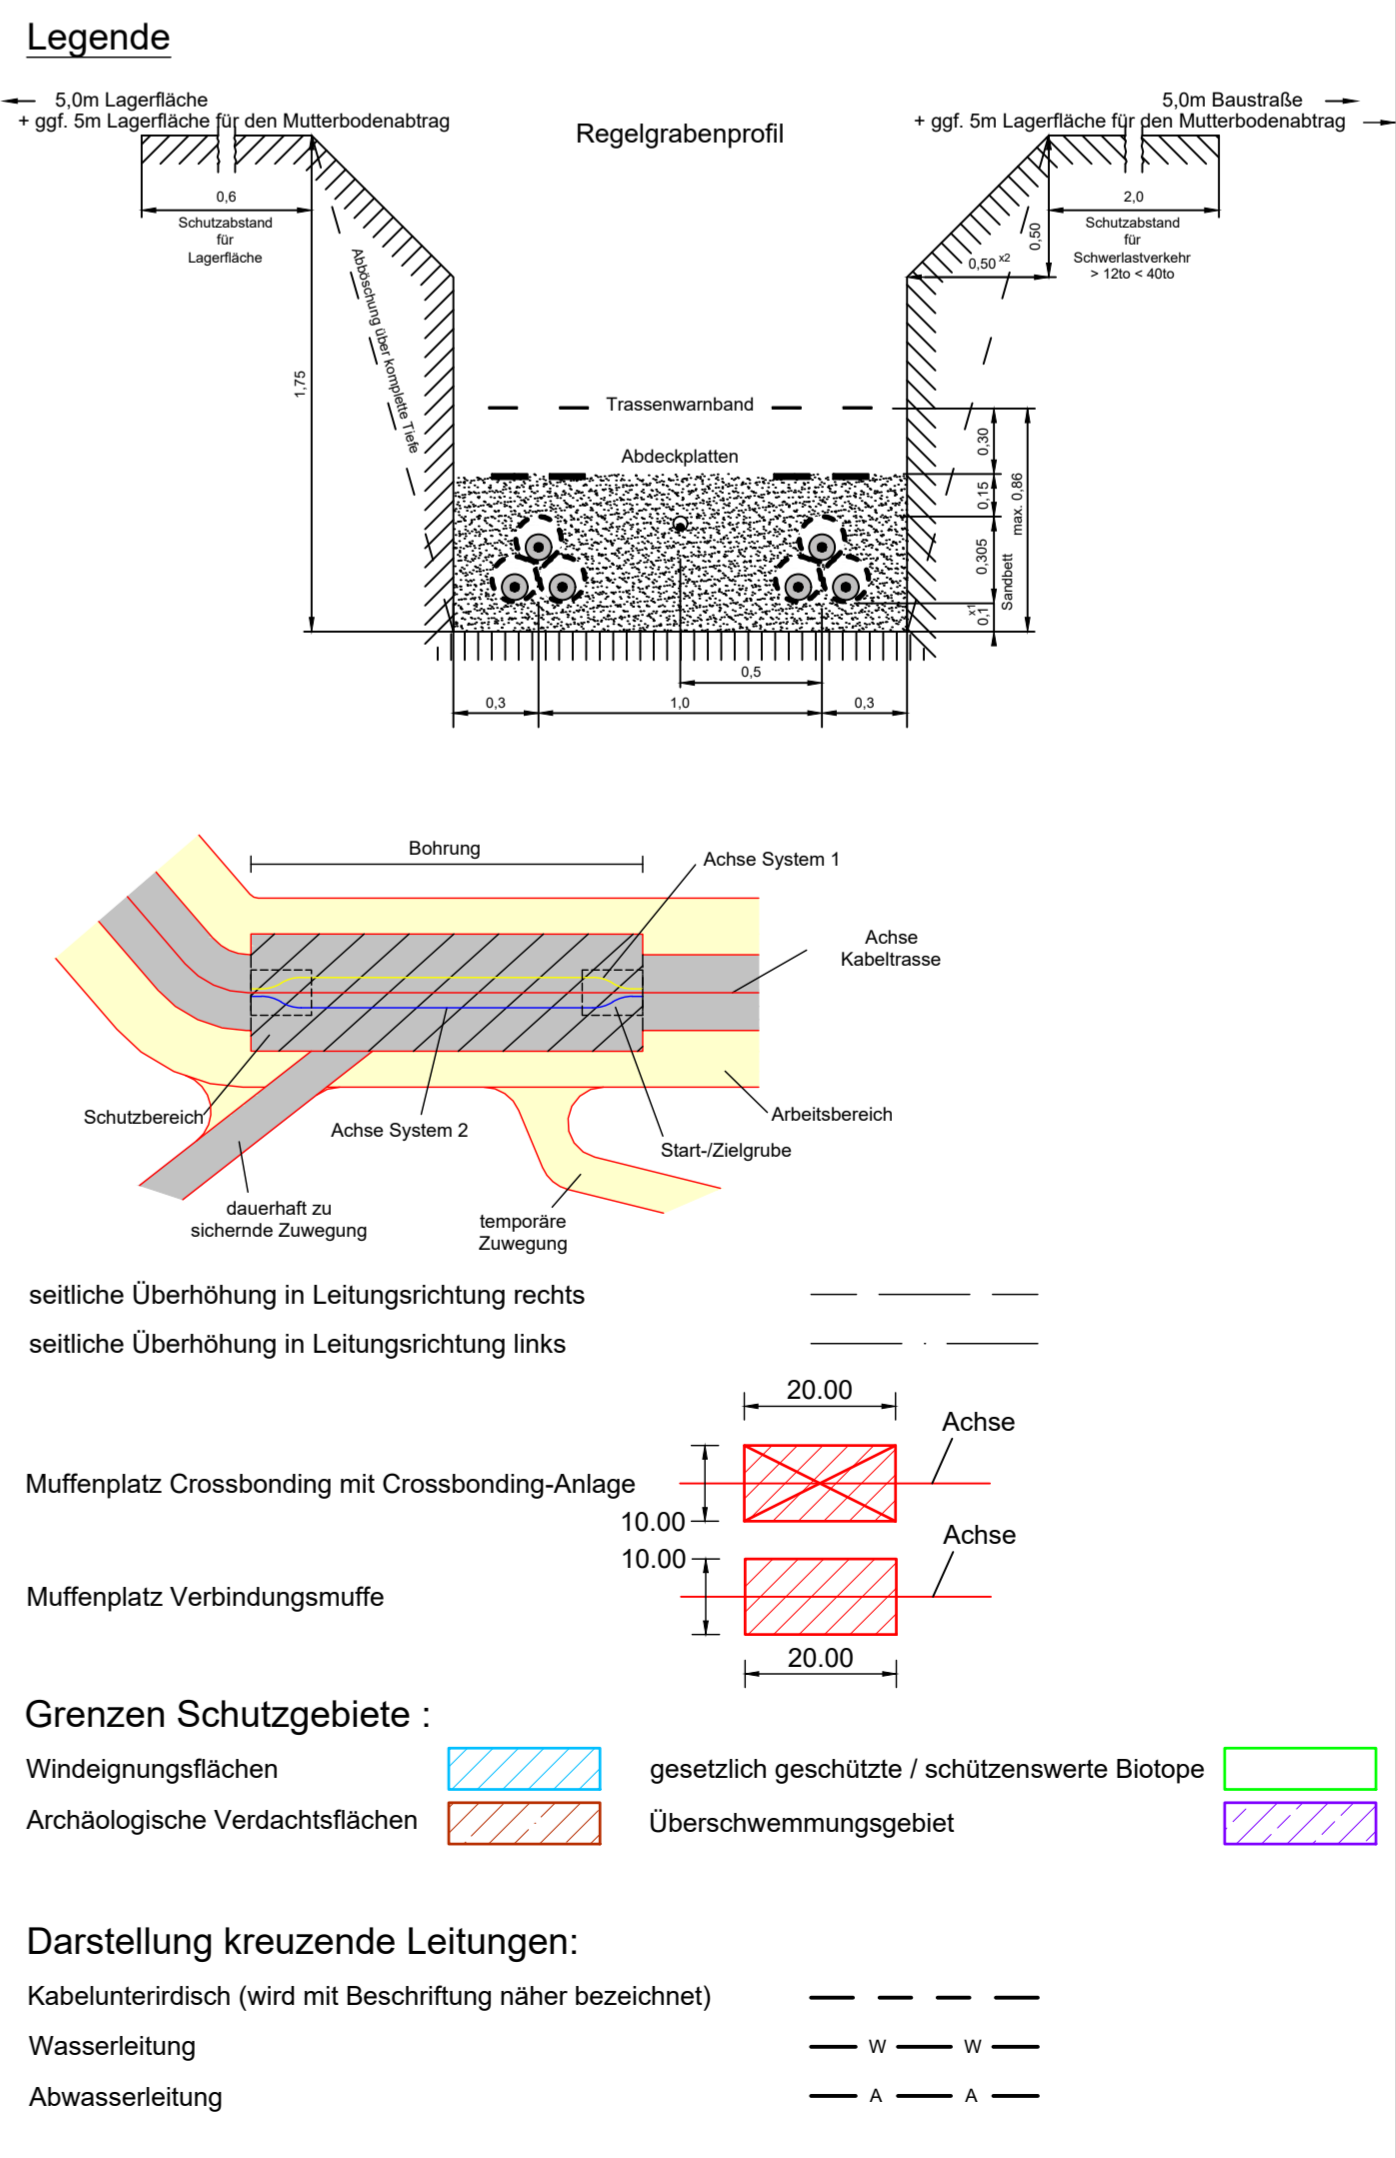 Legende
5,0m Lagerfläche
+ ggf. 5m Lagerfläche für den Mutterbodenabtrag
Regelgrabenprofil
5,0m Baustraße
+ ggf. 5m Lagerfläche für den Mutterbodenabtrag
0,6
Schutzabstand
für
Lagerfläche
2,0
Schutzabstand
für
Schwerlastverkehr
> 12to < 40to
0,50
0,50 x2
Abböschung über komplette Tiefe
1,75
Trassenwarnband
Abdeckplatten
0,30
0,15
0,305
0,1 x1
Sandbett
max. 0,86
0,5
0,3
1,0
0,3
Bohrung
Achse System 1
Achse
Kabeltrasse
Schutzbereich
Achse System 2
Arbeitsbereich
Start-/Zielgrube
dauerhaft zu
sichernde Zuwegung
temporäre
Zuwegung
seitliche Überhöhung in Leitungsrichtung rechts
seitliche Überhöhung in Leitungsrichtung links
20.00
Achse
Muffenplatz Crossbonding mit Crossbonding-Anlage
10.00
Achse
10.00
Muffenplatz Verbindungsmuffe
20.00
Grenzen Schutzgebiete :
Windeignungsflächen
gesetzlich geschützte / schützenswerte Biotope
Archäologische Verdachtsflächen
Überschwemmungsgebiet
Darstellung kreuzende Leitungen:
Kabelunterirdisch (wird mit Beschriftung näher bezeichnet)
Wasserleitung
W W
Abwasserleitung
A A